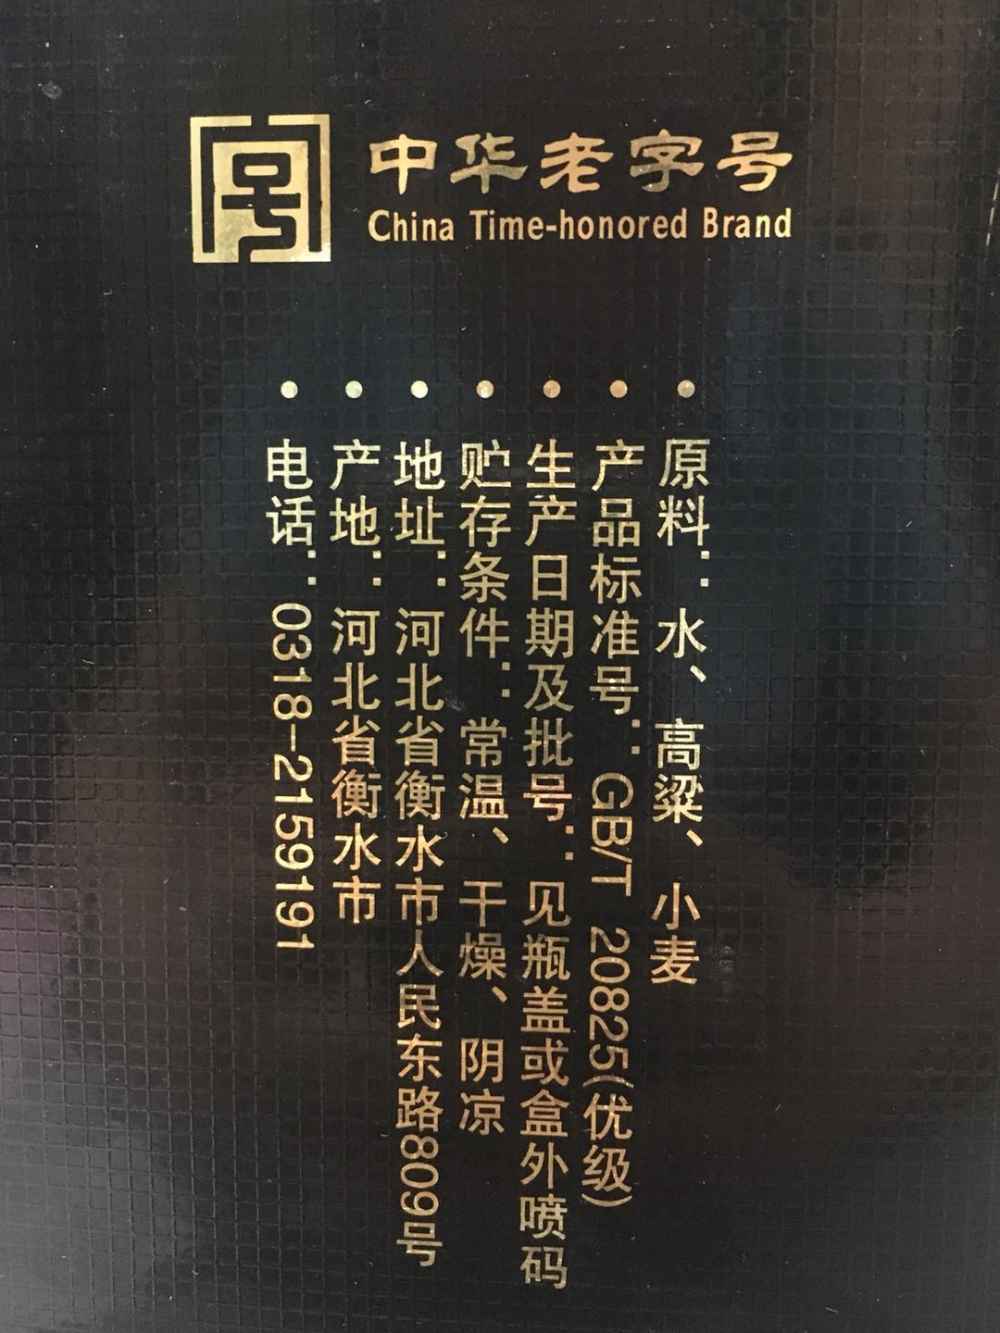 中华老字号
China Time-honored Brand
• 原料：水、高粱、小麦
• 产品标准号：GB/T 20825(优级)
• 生产日期及批号：见瓶盖或盒外喷码
• 贮存条件：常温、干燥、阴凉
• 地址：河北省衡水市人民东路809号
• 产地：河北省衡水市
• 电话：0318-2159191